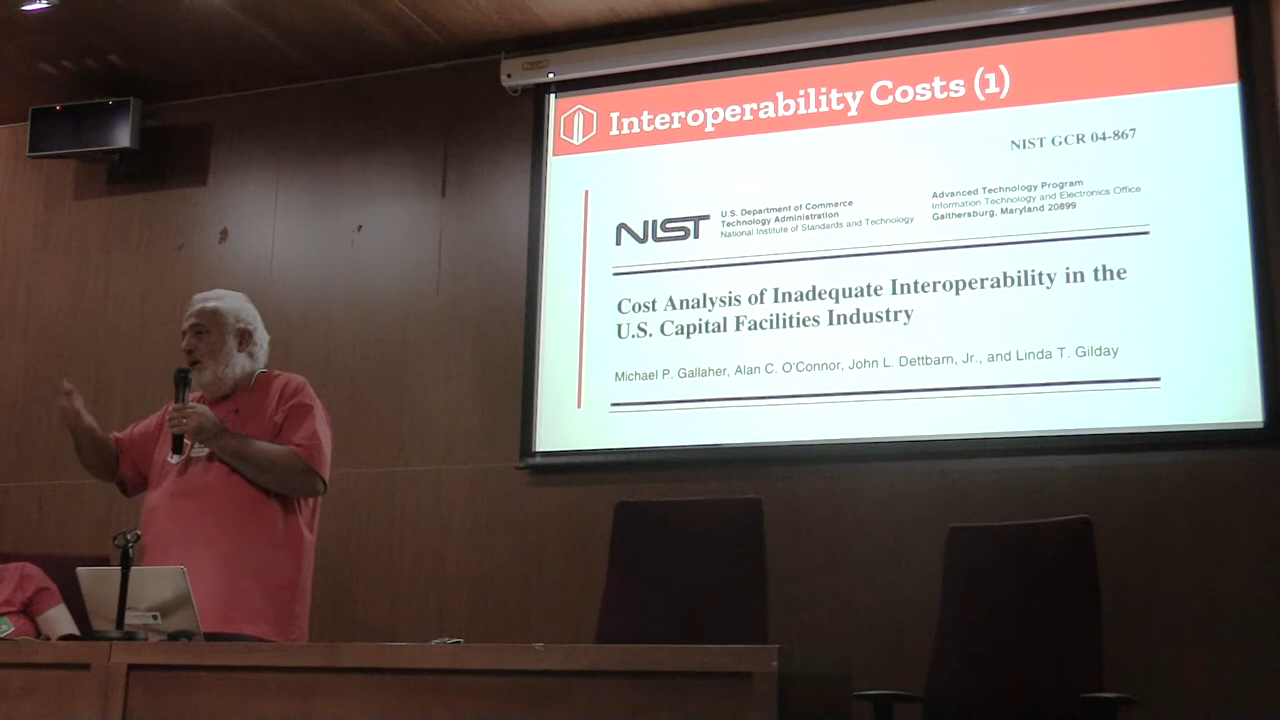 Interoperability Costs (1)
NIST GCR 04-867
NIST
U.S. Department of Commerce
Technology Administration
National Institute of Standards and Technology
Advanced Technology Program
Information Technology and Electronics Office
Gaithersburg, Maryland 20899
Cost Analysis of Inadequate Interoperability in the
U.S. Capital Facilities Industry
Michael P. Gallaher, Alan C. O'Connor, John L. Dettbarn, Jr., and Linda T. Gilday